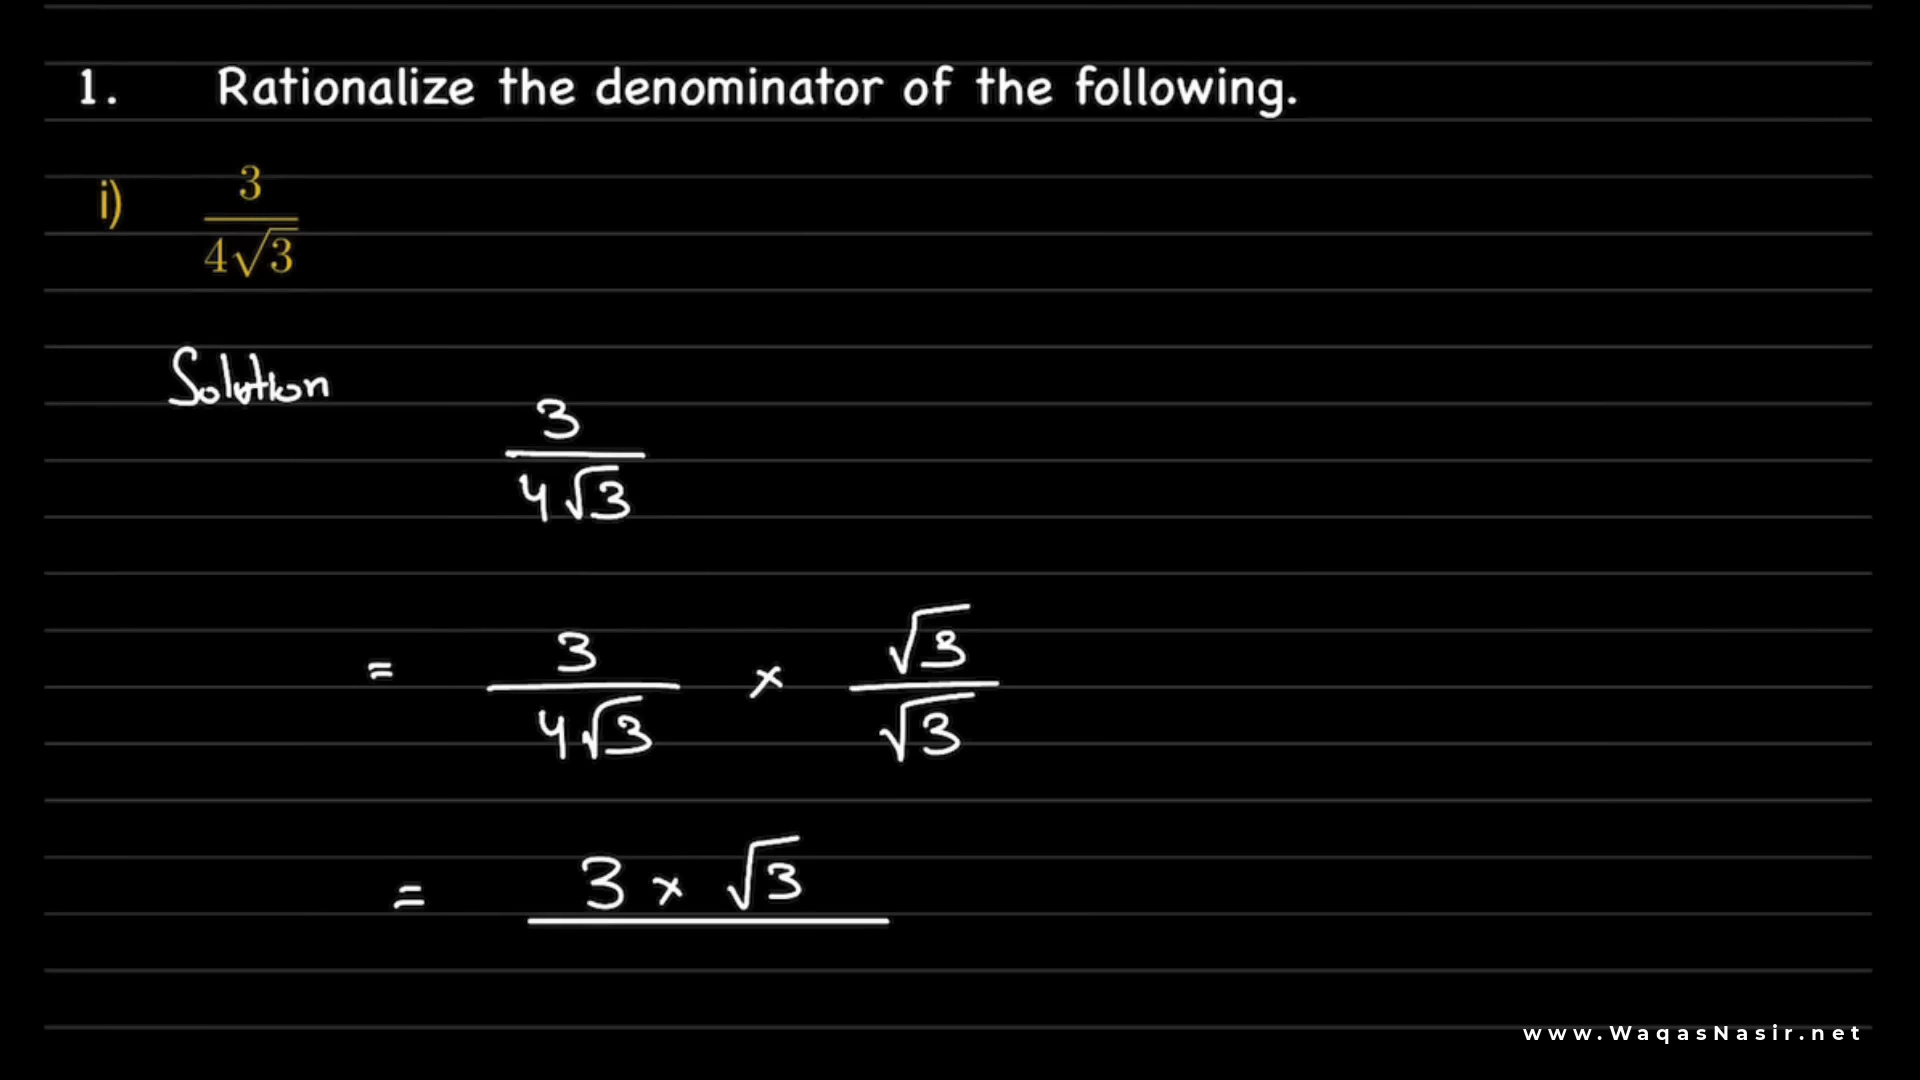 1. Rationalize the denominator of the following.
i) 3/4√3
Solution
3/4√3
= 3/4√3 × √3/√3
= 3 × √3
www.WaqasNasir.net